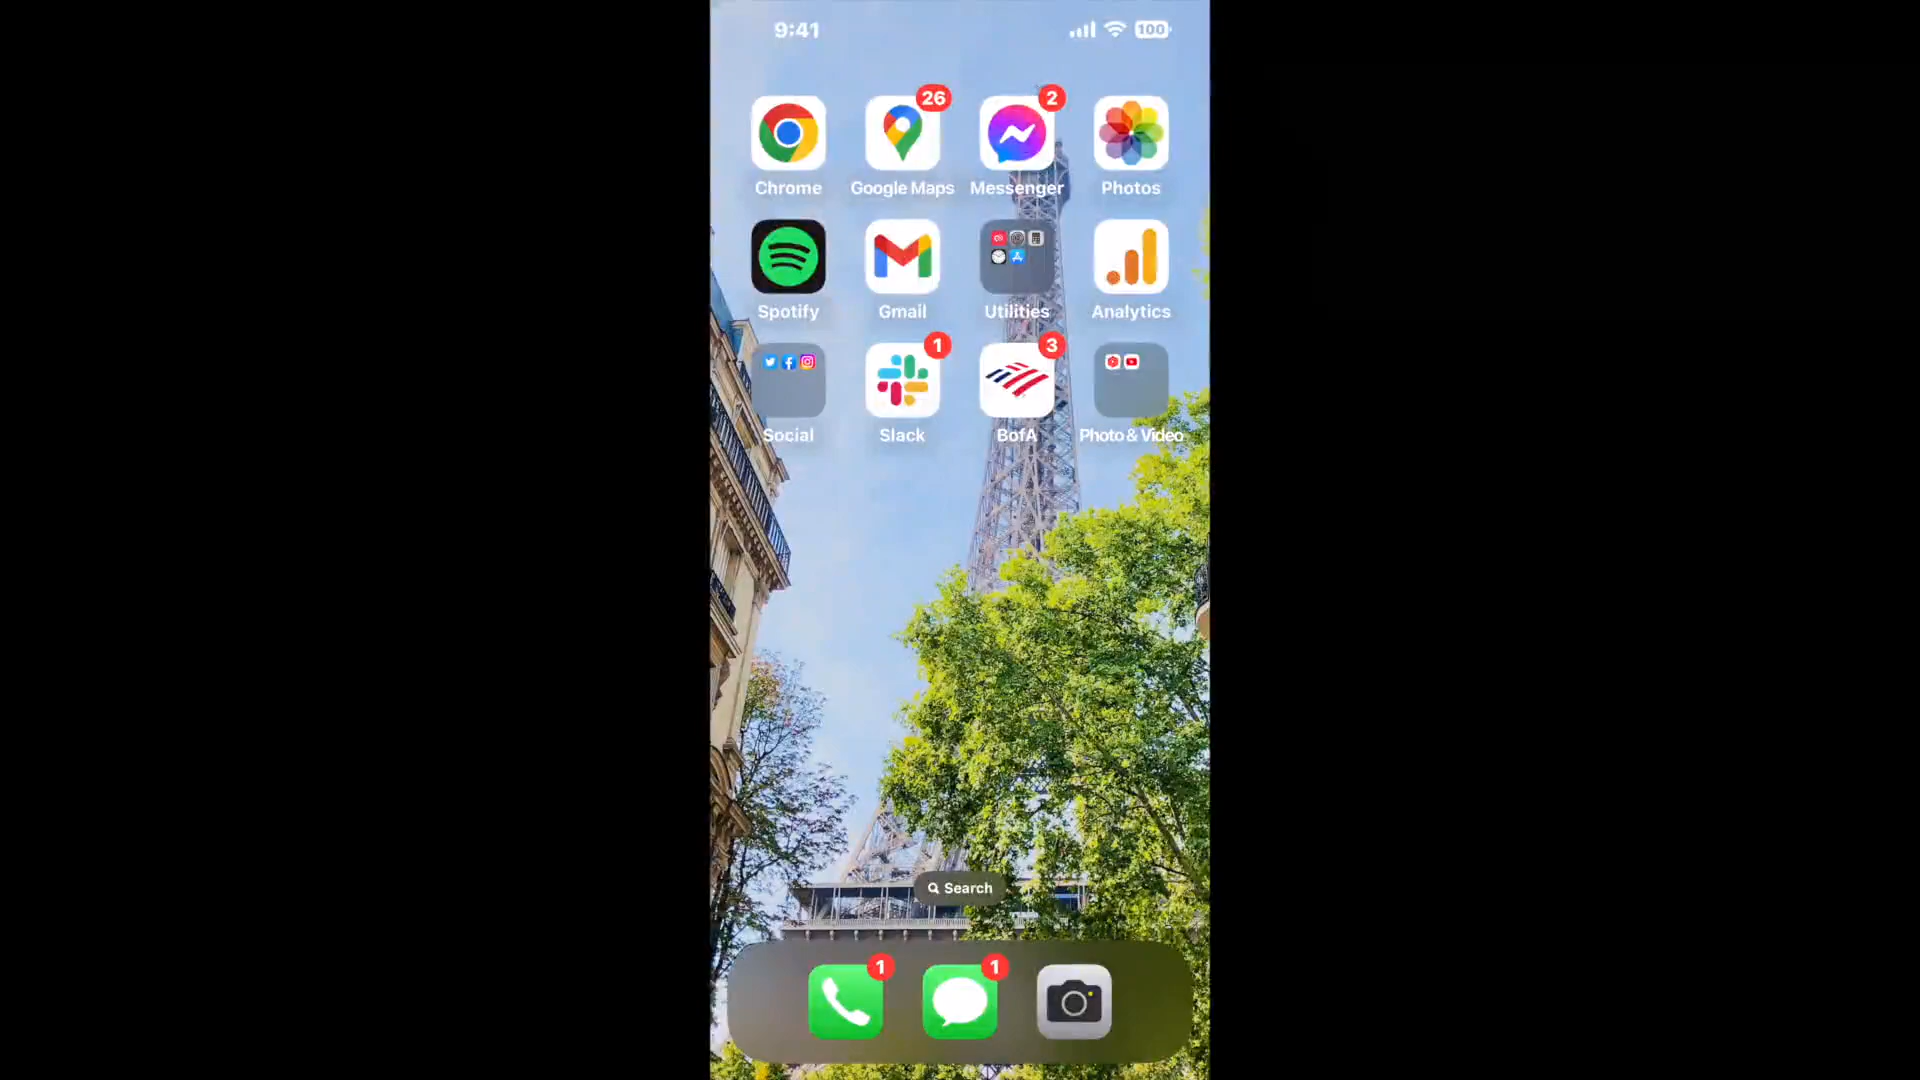 9:41 100
26 2
Chrome Google Maps Messenger Photos
Spotify Gmail Utilities Analytics
1 3
Social Slack BofA Photo & Video
Search
1 1